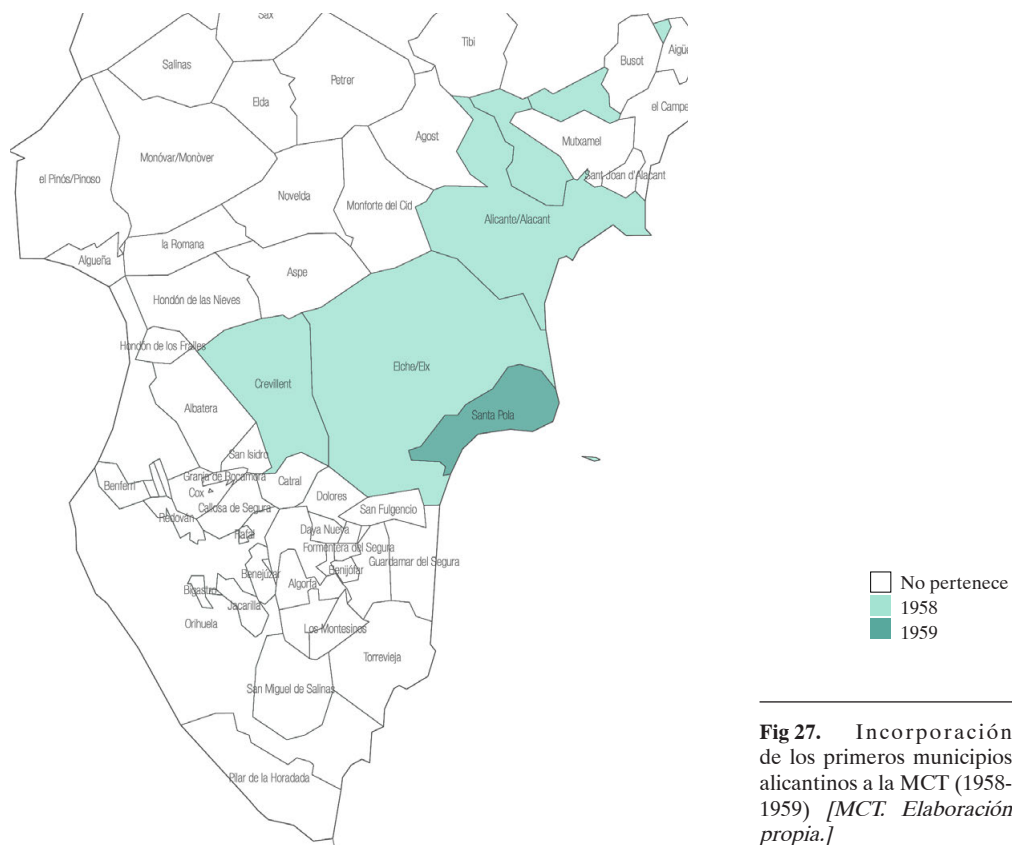 Sax
Tibi
Busot
Aigüe
Salinas
Petrer
Elda
el Campe
Agost
Mutxamel
Monóvar/Monòver
el Pinós/Pinoso
Sant Joan d'Alacant
Novelda
Monforte del Cid
Alicante/Alacant
la Romana
Algueña
Aspe
Hondón de las Nieves
Hondón de los Frailes
Elche/Elx
Crevillent
Albatera
Santa Pola
San Isidro
Granja de Rocamora
Benferri
Cox
Catral
Dolores
Callosa de Segura
San Fulgencio
Redován
Daya Nueva
Rafal
Formentera del Segura
Guardamar del Segura
Benejúzar
Benijófar
Algorfa
Bigastro
Jacarilla
Orihuela
Los Montesinos
Torrevieja
San Miguel de Salinas
Pilar de la Horadada
No pertenece
1958
1959
Fig 27. Incorporación
de los primeros municipios
alicantinos a la MCT (1958-
1959) [MCT. Elaboración
propia.]